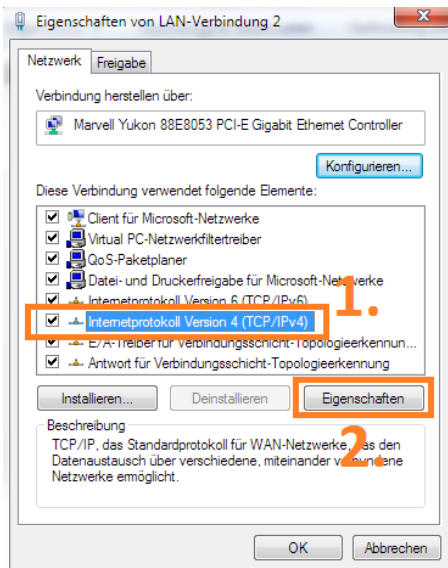 Eigenschaften von LAN-Verbindung 2
Netzwerk Freigabe
Verbindung herstellen über:
Marvell Yukon 88E8053 PCI-E Gigabit Ethernet Controller
Konfigurieren...
Diese Verbindung verwendet folgende Elemente:
Client für Microsoft-Netzwerke
Virtual PC-Netzwerkfiltertreiber
QoS-Paketplaner
Datei- und Druckerfreigabe für Microsoft-Netzwerke
Internetprotokoll Version 6 (TCP/IPv6)
1.
Internetprotokoll Version 4 (TCP/IPv4)
E/A-Treiber für Verbindungsschicht-Topologieerkennun...
Antwort für Verbindungsschicht-Topologieerkennung
Installieren... Deinstallieren Eigenschaften
Beschreibung
2.
TCP/IP, das Standardprotokoll für WAN-Netzwerke, das den
Datenaustausch über verschiedene, miteinander verbundene
Netzwerke ermöglicht.
OK Abbrechen